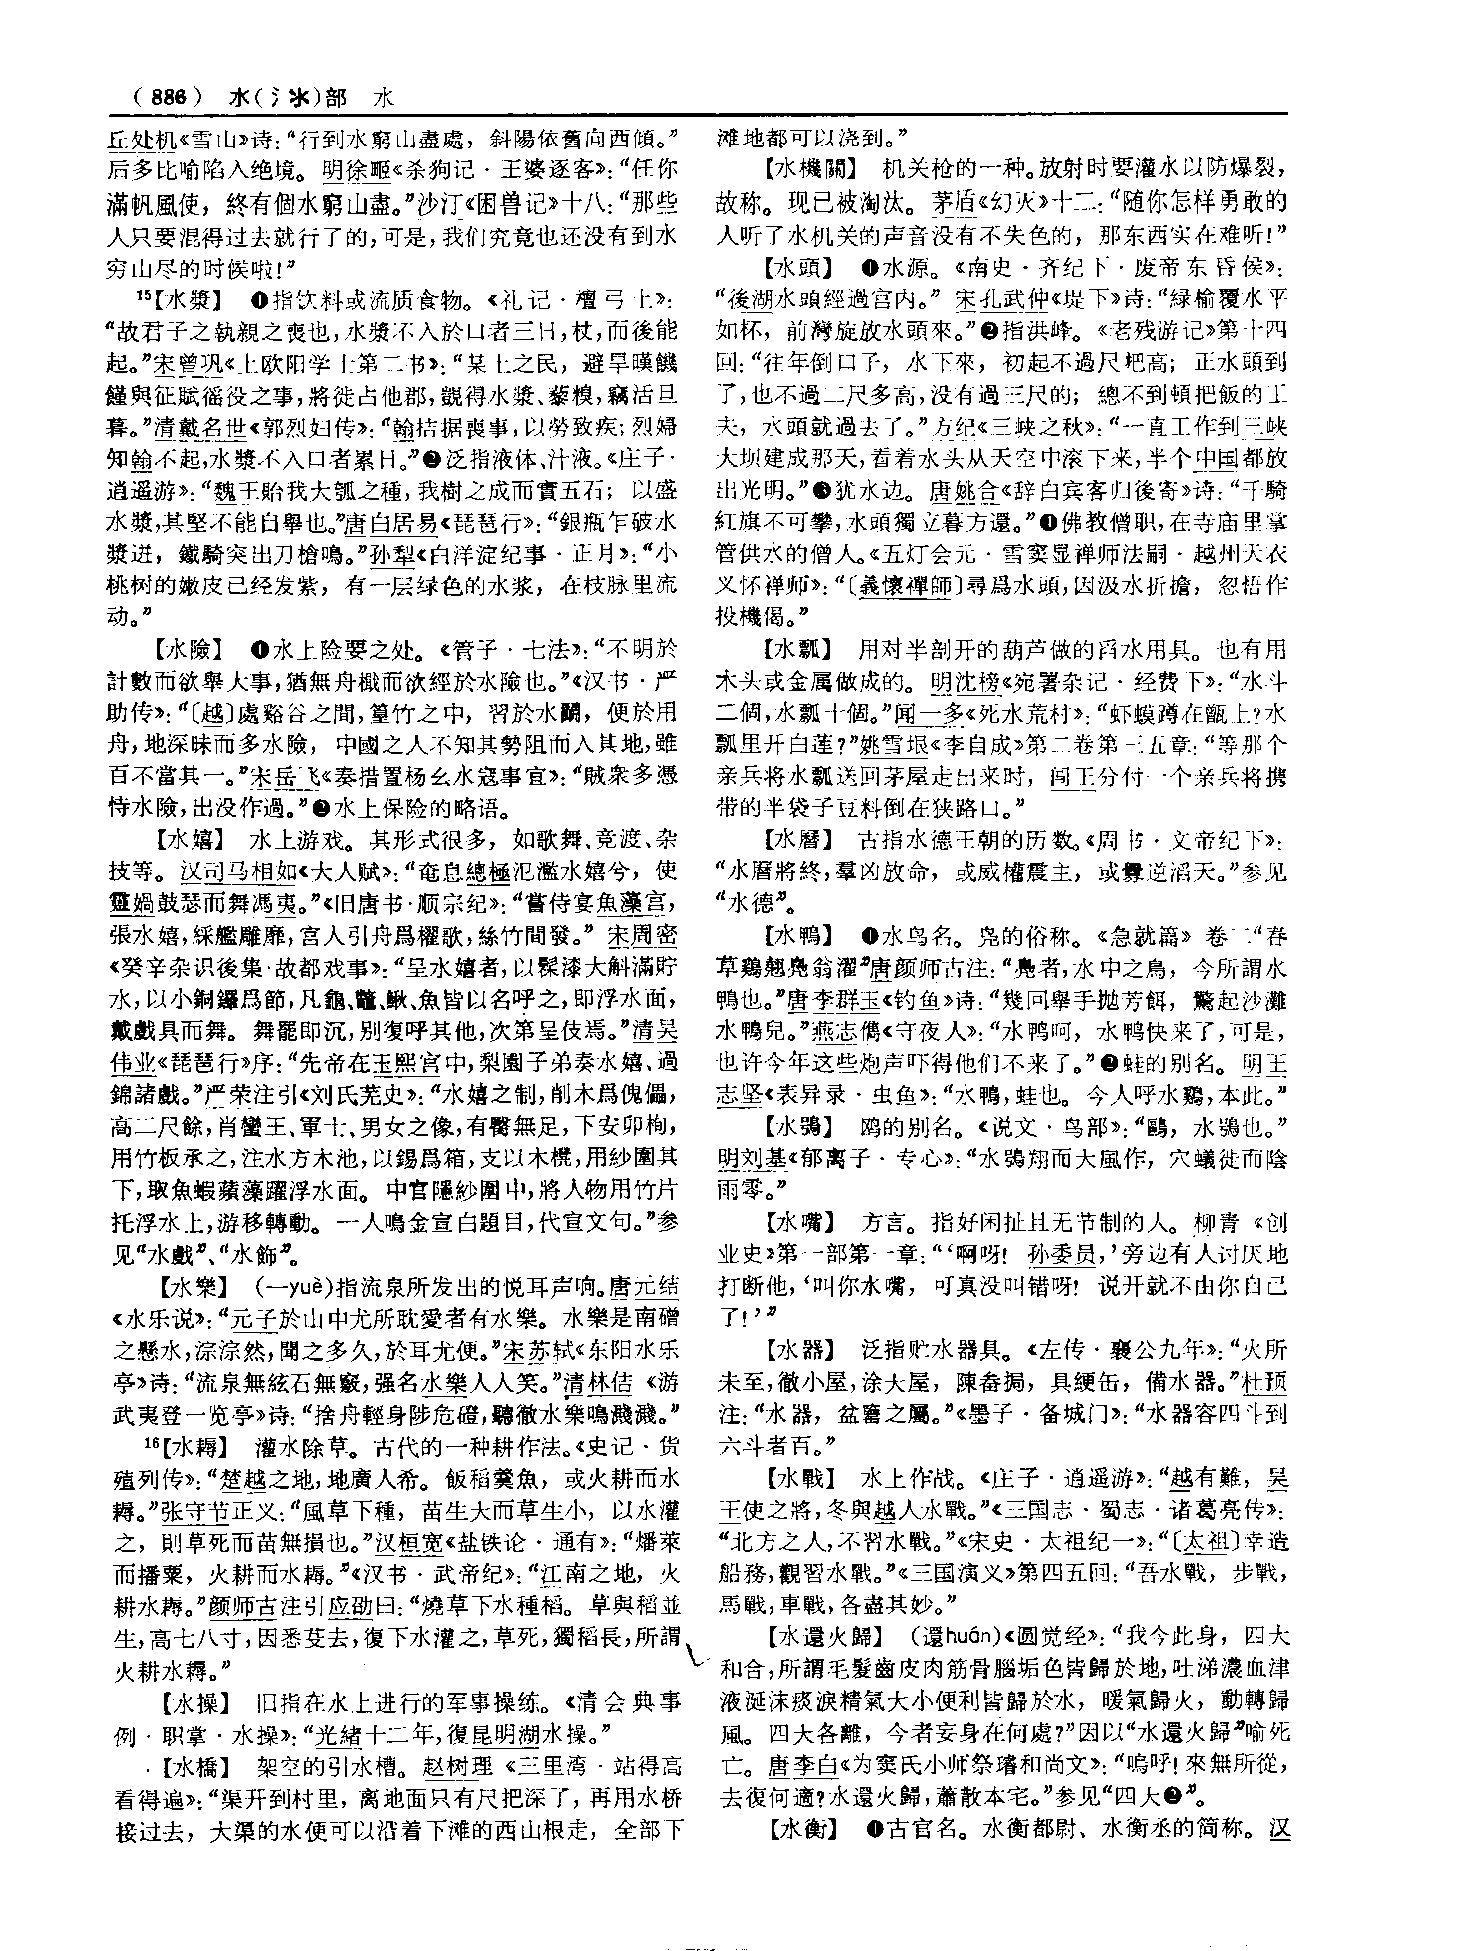 （886） 水（氵氺）部 水
丘处机《雪山》诗：“行到水窮山盡處，斜陽依舊向西傾。”
后多比喻陷入绝境。明徐㬇《杀狗记·王婆逐客》：“任你
滿帆風使，終有個水窮山盡。”沙汀《困兽记》十八：“那些
人只要混得过去就行了的，可是，我们究竟也还没有到水
穷山尽的时候啦！”
15【水漿】 ❶指饮料或流质食物。《礼记·檀弓上》：
“故君子之執親之喪也，水漿不入於口者三日，杖，而後能
起。”宋曾巩《上欧阳学士第二书》：“某土之民，避旱暵饑
饉與征賦徭役之事，將徙占他郡，覬得水漿、藜糗，竊活旦
暮。”清戴名世《郭烈妇传》：“翰拮据喪事，以勞致疾；烈婦
知翰不起，水漿不入口者累日。”❷泛指液体、汁液。《庄子·
逍遥游》：“魏王貽我大瓠之種，我樹之成而實五石；以盛
水漿，其堅不能自舉也。”唐白居易《琵琶行》：“銀瓶乍破水
漿迸，鐵騎突出刀槍鳴。”孙犁《白洋淀纪事·正月》：“小
桃树的嫩皮已经发紫，有一层绿色的水浆，在枝脉里流
动。”
【水險】 ❶水上险要之处。《管子·七法》：“不明於
計數而欲舉大事，猶無舟檝而欲經於水險也。”《汉书·严
助传》：“〔越〕處谿谷之間，篁竹之中，習於水鬭，便於用
舟，地深昧而多水險，中國之人不知其勢阻而入其地，雖
百不當其一。”宋岳飞《奏措置杨幺水寇事宜》：“賊衆多憑
恃水險，出没作過。”❷水上保险的略语。
【水嬉】 水上游戏。其形式很多，如歌舞、竞渡、杂
技等。汉司马相如《大人赋》：“奄息總極氾濫水嬉兮，使
靈媧鼓瑟而舞馮夷。”《旧唐书·顺宗纪》：“嘗侍宴魚藻宫，
張水嬉，綵艦雕靡，宫人引舟爲櫂歌，絲竹間發。”宋周密
《癸辛杂识後集·故都戏事》：“呈水嬉者，以髹漆大斛滿貯
水，以小銅鑼爲節，凡龜、鼈、鰍、魚皆以名呼之，即浮水面，
戴戲具而舞。舞罷即沉，别復呼其他，次第呈伎焉。”清吴
伟业《琵琶行》序：“先帝在玉熙宫中，梨園子弟奏水嬉、過
錦諸戲。”严荣注引《刘氏芜史》：“水嬉之制，削木爲傀儡，
高二尺餘，肖蠻王、軍士、男女之像，有臀無足，下安卯栒，
用竹板承之，注水方木池，以錫爲箱，支以木櫈，用紗圍其
下，取魚蝦蘋藻躍浮水面。中官隱紗圍中，將人物用竹片
托浮水上，游移轉動。一人鳴金宣白題目，代宣文句。”参
见“水戲”、“水飾”。
【水樂】 （—yuè）指流泉所发出的悦耳声响。唐元结
《水乐说》：“元子於山中尤所耽愛者有水樂。水樂是南磳
之懸水，淙淙然，聞之多久，於耳尤便。”宋苏轼《东阳水乐
亭》诗：“流泉無絃石無竅，强名水樂人人笑。”清林佶《游
武夷登一览亭》诗：“捨舟輕身陟危磴，聽徹水樂鳴濺濺。”
16【水耨】 灌水除草。古代的一种耕作法。《史记·货
殖列传》：“楚越之地，地廣人希。飯稻羹魚，或火耕而水
耨。”张守节正义：“風草下種，苗生大而草生小，以水灌
之，則草死而苗無損也。”汉桓宽《盐铁论·通有》：“燔萊
而播粟，火耕而水耨。”《汉书·武帝纪》：“江南之地，火
耕水耨。”颜师古注引应劭曰：“燒草下水種稻。草與稻並
生，高七八寸，因悉芟去，復下水灌之，草死，獨稻長，所謂
火耕水耨。”
【水操】 旧指在水上进行的军事操练。《清会典事
例·职掌·水操》：“光緒十二年，復昆明湖水操。”
【水橋】 架空的引水槽。赵树理《三里湾·站得高
看得遍》：“渠开到村里，离地面只有尺把深了，再用水桥
接过去，大渠的水便可以沿着下滩的西山根走，全部下
滩地都可以浇到。”
【水機關】 机关枪的一种。放射时要灌水以防爆裂，
故称。现已被淘汰。茅盾《幻灭》十二：“随你怎样勇敢的
人听了水机关的声音没有不失色的，那东西实在难听！”
【水頭】 ❶水源。《南史·齐纪下·废帝东昏侯》：
“後湖水頭經過宫内。”宋孔武仲《堤下》诗：“緑榆覆水平
如杯，前灣旋放水頭來。”❷指洪峰。《老残游记》第十四
回：“往年倒口子，水下來，初起不過尺把高；正水頭到
了，也不過二尺多高，没有過三尺的；總不到頓把飯的工
夫，水頭就過去了。”方纪《三峡之秋》：“一直工作到三峡
大坝建成那天，看着水头从天空中滚下来，半个中国都放
出光明。”❸犹水边。唐姚合《辞白宾客归後寄》诗：“千騎
紅旗不可攀，水頭獨立暮方還。”❹佛教僧职，在寺庙里掌
管供水的僧人。《五灯会元·雪窦显禅师法嗣·越州天衣
义怀禅师》：“〔義懷禪師〕尋爲水頭，因汲水折擔，忽悟作
投機偈。”
【水瓢】 用对半剖开的葫芦做的舀水用具。也有用
木头或金属做成的。明沈榜《宛署杂记·经费下》：“水斗
二個，水瓢十個。”闻一多《死水荒村》：“虾蟆蹲在甑上？水
瓢里开白莲？”姚雪垠《李自成》第二卷第三五章：“等那个
亲兵将水瓢送回茅屋走出来时，闯王分付一个亲兵将携
带的半袋子豆料倒在狭路口。”
【水曆】 古指水德王朝的历数。《周书·文帝纪下》：
“水曆將終，羣凶放命，或威權震主，或釁逆滔天。”参见
“水德”。
【水鴨】 ❶水鸟名。凫的俗称。《急就篇》卷二“春
草鷄翹鳧翁濯”唐颜师古注：“鳧者，水中之鳥，今所謂水
鴨也。”唐李群玉《钓鱼》诗：“幾回舉手抛芳餌，驚起沙灘
水鴨兒。”燕志儁《守夜人》：“水鸭呵，水鸭快来了，可是，
也许今年这些炮声吓得他们不来了。”❷蛙的别名。明王
志坚《表异录·虫鱼》：“水鴨，蛙也。今人呼水鷄，本此。”
【水鴞】 鸥的别名。《说文·鸟部》：“鷗，水鴞也。”
明刘基《郁离子·专心》：“水鴞翔而大風作，穴蟻徙而陰
雨零。”
【水嘴】 方言。指好闲扯且无节制的人。柳青《创
业史》第一部第一章：“‘啊呀！孙委员，’旁边有人讨厌地
打断他，‘叫你水嘴，可真没叫错呀！说开就不由你自己
了！’”
【水器】 泛指贮水器具。《左传·襄公九年》：“火所
未至，徹小屋，涂大屋，陳畚挶，具綆缶，備水器。”杜预
注：“水器，盆罋之屬。”《墨子·备城门》：“水器容四斗到
六斗者百。”
【水戰】 水上作战。《庄子·逍遥游》：“越有難，吴
王使之將，冬與越人水戰。”《三国志·蜀志·诸葛亮传》：
“北方之人，不習水戰。”《宋史·太祖纪一》：“〔太祖〕幸造
船務，觀習水戰。”《三国演义》第四五回：“吾水戰，步戰，
馬戰，車戰，各盡其妙。”
【水還火歸】 （還huán）《圆觉经》：“我今此身，四大
和合，所謂毛髮齒皮肉筋骨腦垢色皆歸於地，吐涕濃血津
液涎沫痰淚精氣大小便利皆歸於水，暖氣歸火，動轉歸
風。四大各離，今者妄身在何處？”因以“水還火歸”喻死
亡。唐李白《为窦氏小师祭璿和尚文》：“嗚呼！來無所從，
去復何適？水還火歸，蕭散本宅。”参见“四大❷”。
【水衡】 ❶古官名。水衡都尉、水衡丞的简称。汉